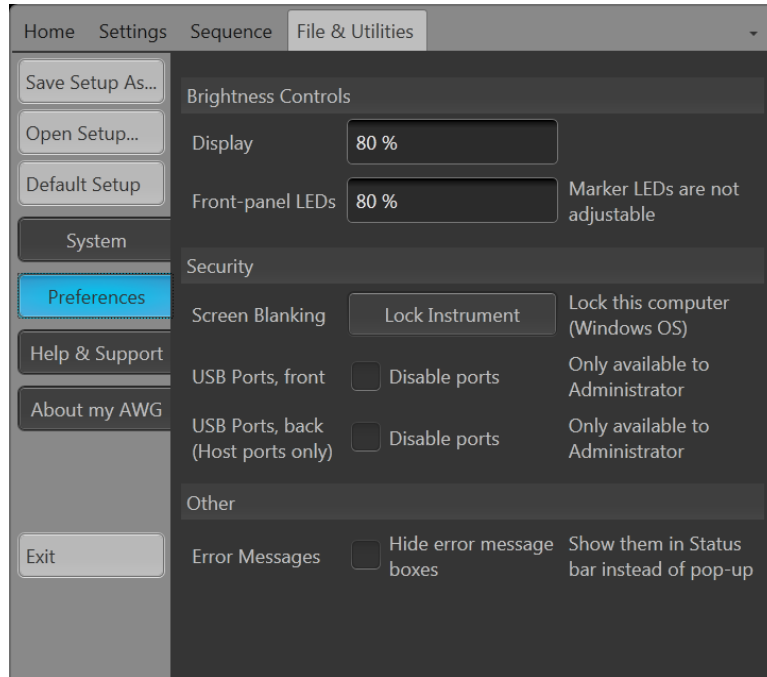 Home Settings Sequence File & Utilities
Save Setup As...
Open Setup...
Default Setup
System
Preferences
Help & Support
About my AWG
Exit
Brightness Controls
Display 80 %
Front-panel LEDs 80 % Marker LEDs are not
adjustable
Security
Screen Blanking Lock Instrument Lock this computer
(Windows OS)
USB Ports, front Disable ports Only available to
Administrator
USB Ports, back
(Host ports only) Disable ports Only available to
Administrator
Other
Error Messages Hide error message
boxes Show them in Status
bar instead of pop-up